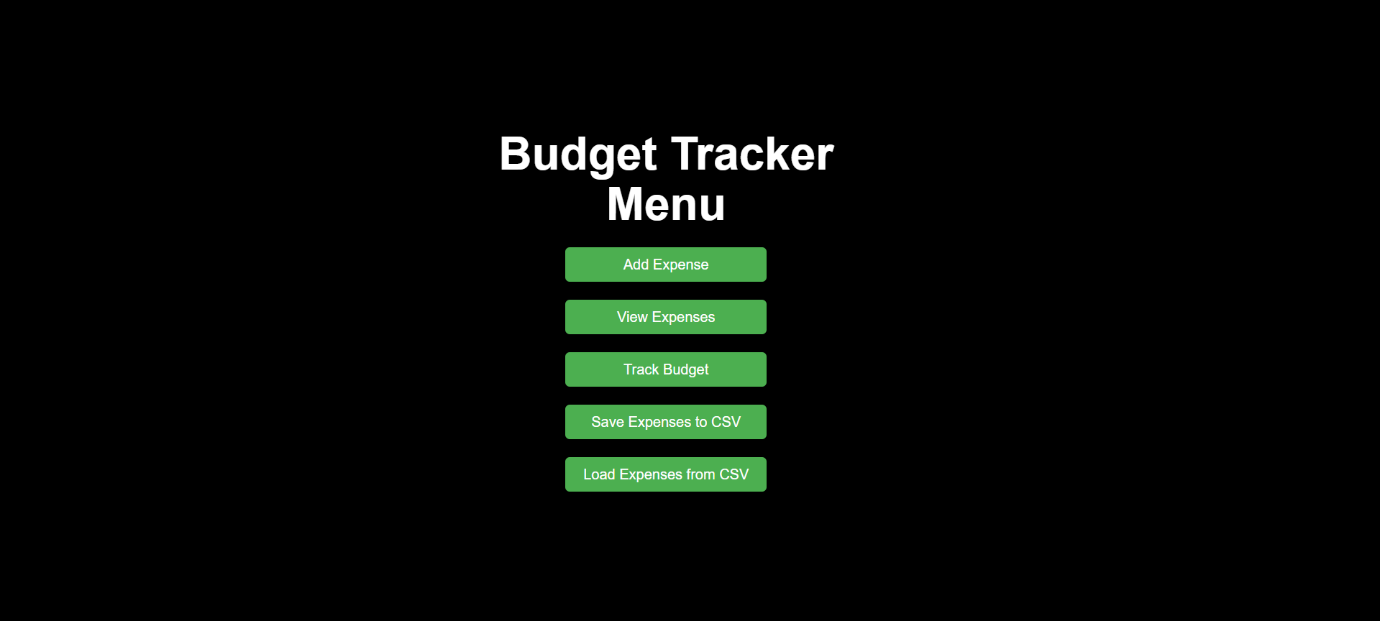 Budget Tracker
Menu
Add Expense
View Expenses
Track Budget
Save Expenses to CSV
Load Expenses from CSV